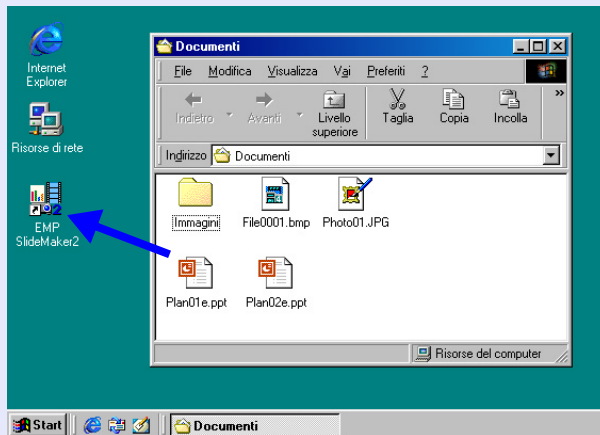 Internet
Explorer
Risorse di rete
EMP
SlideMaker2
Documenti
File Modifica Visualizza Vai Preferiti ?
Indietro Avanti Livello
superiore Taglia Copia Incolla »
Indirizzo Documenti
Immagini File0001.bmp Photo01.JPG
Plan01e.ppt Plan02e.ppt
Risorse del computer
Start Documenti